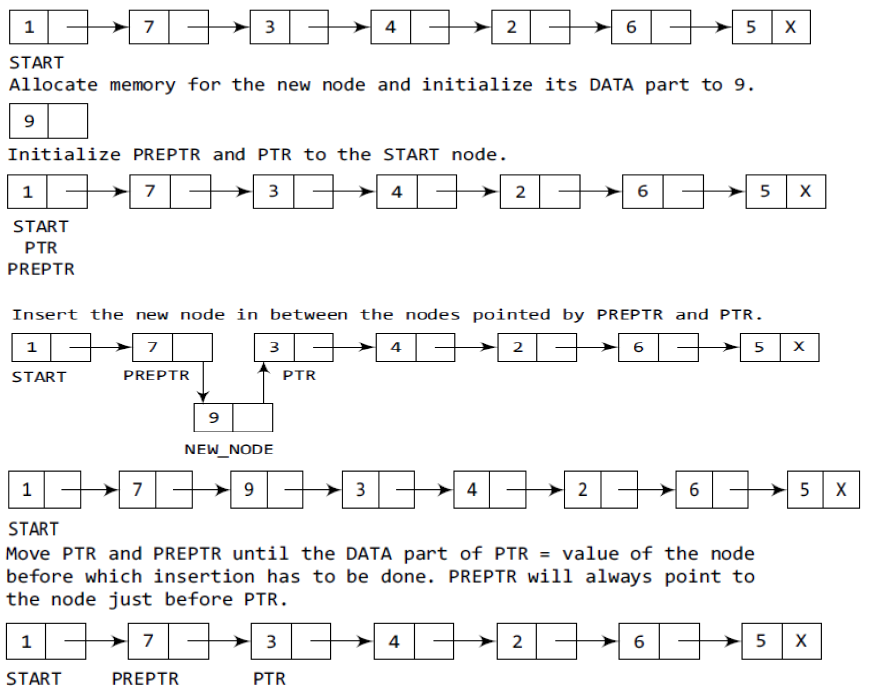 1 7 3 4 2 6 5 X
START
Allocate memory for the new node and initialize its DATA part to 9.
9
Initialize PREPTR and PTR to the START node.
1 7 3 4 2 6 5 X
START
PTR
PREPTR
Insert the new node in between the nodes pointed by PREPTR and PTR.
1 7 3 4 2 6 5 X
START PREPTR PTR
9
NEW_NODE
1 7 9 3 4 2 6 5 X
START
Move PTR and PREPTR until the DATA part of PTR = value of the node
before which insertion has to be done. PREPTR will always point to
the node just before PTR.
1 7 3 4 2 6 5 X
START PREPTR PTR